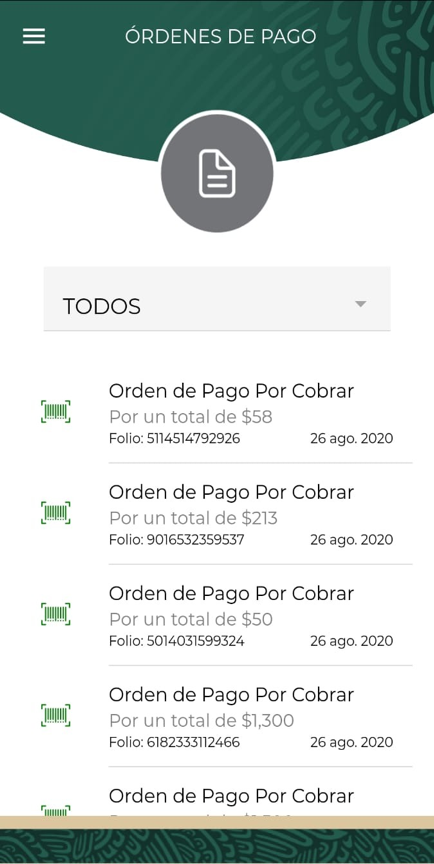 ÓRDENES DE PAGO
TODOS
Orden de Pago Por Cobrar
Por un total de $58
Folio: 5114514792926 26 ago. 2020
Orden de Pago Por Cobrar
Por un total de $213
Folio: 9016532359537 26 ago. 2020
Orden de Pago Por Cobrar
Por un total de $50
Folio: 5014031599324 26 ago. 2020
Orden de Pago Por Cobrar
Por un total de $1,300
Folio: 6182333112466 26 ago. 2020
Orden de Pago Por Cobrar